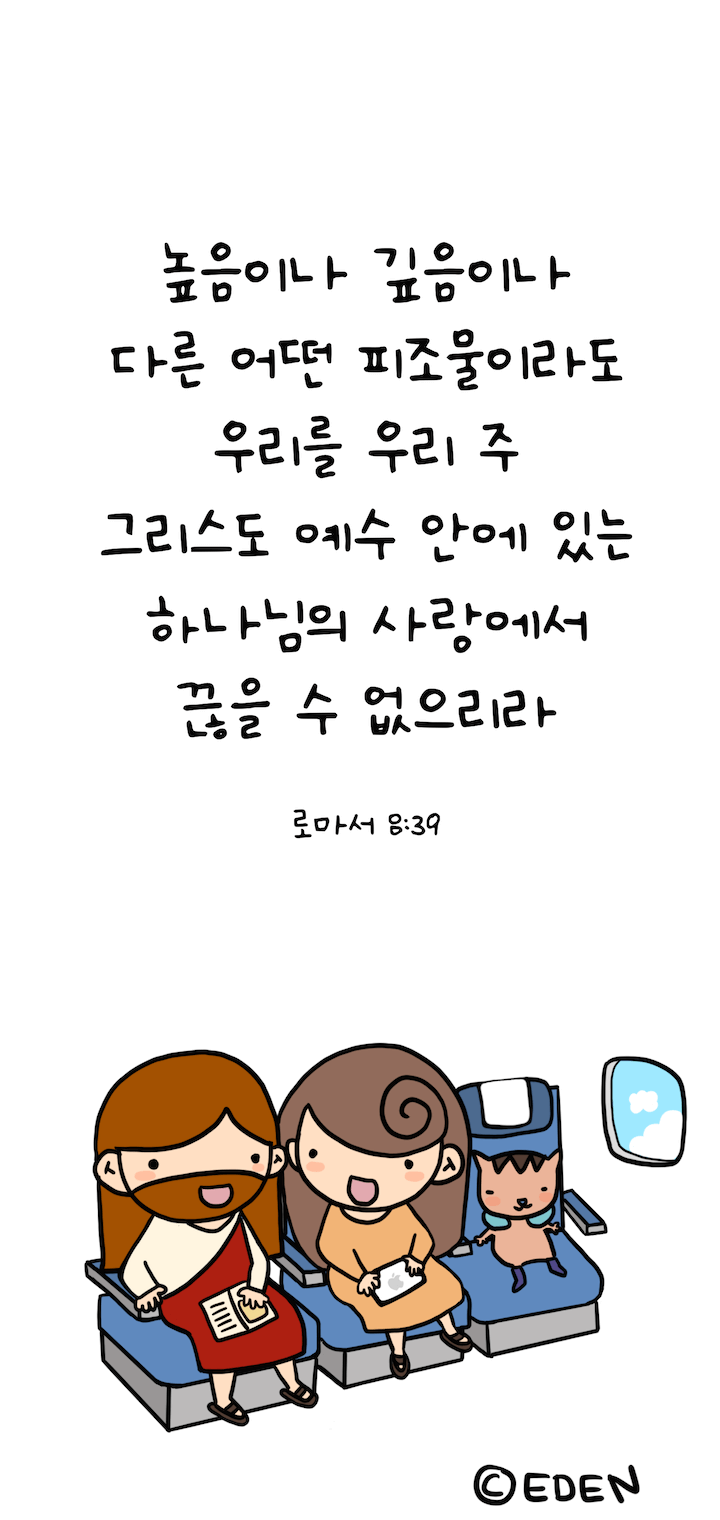 높음이나 깊음이나
다른 어떤 피조물이라도
우리를 우리 주
그리스도 예수 안에 있는
하나님의 사랑에서
끊을 수 없으리라
로마서 8:39
©EDEN